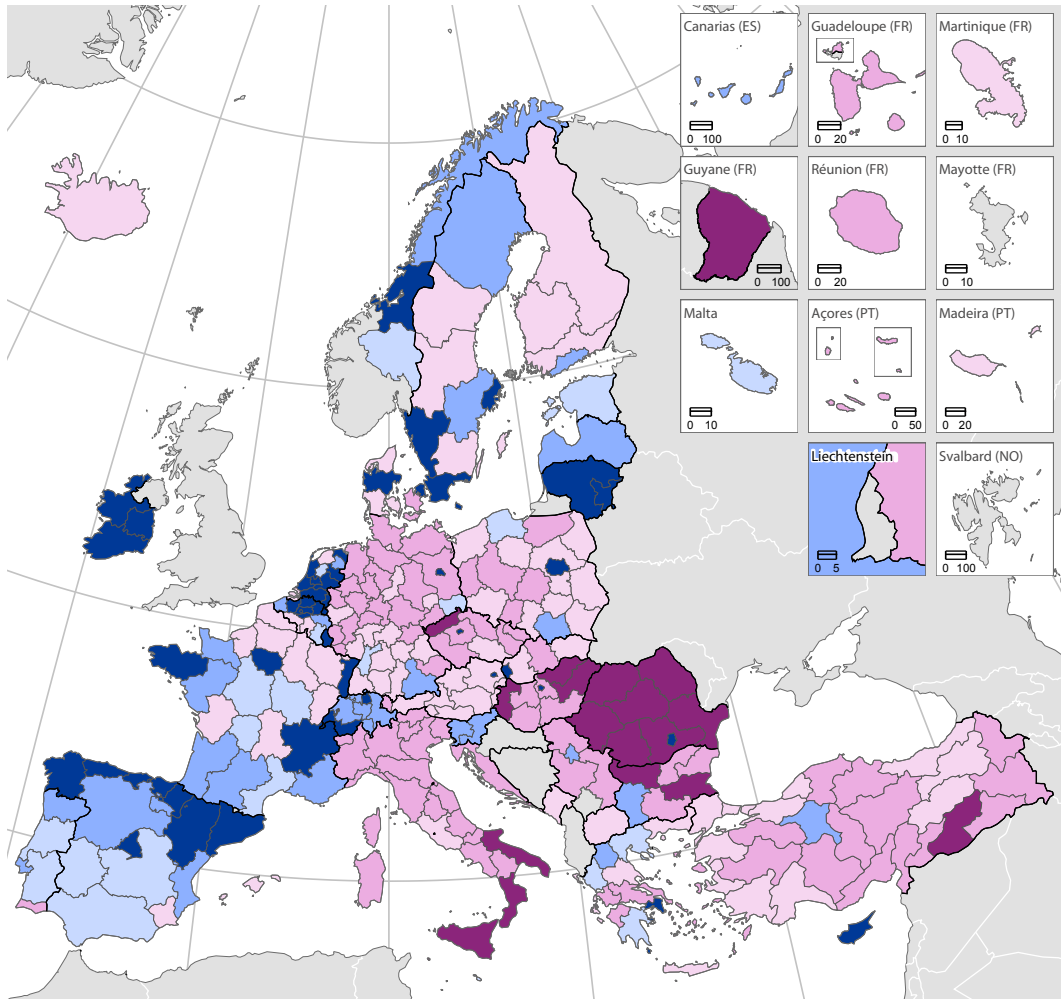 Canarias (ES)
0 100
Guadeloupe (FR)
0 20
Martinique (FR)
0 10
Guyane (FR)
0 100
Réunion (FR)
0 20
Mayotte (FR)
0 10
Malta
0 10
Açores (PT)
0 50
Madeira (PT)
0 20
Liechtenstein
0 5
Svalbard (NO)
0 100